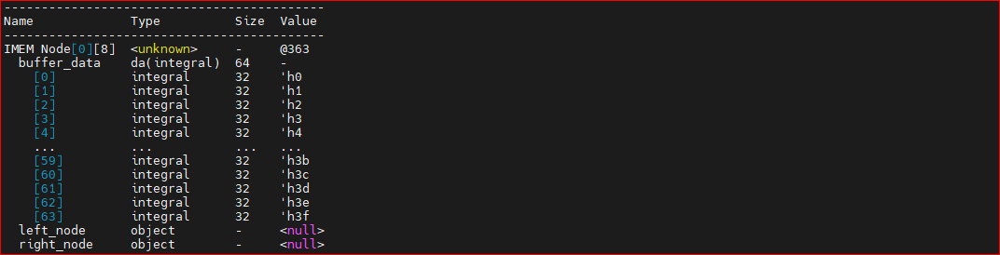 --------------------------------------------
Name             Type          Size  Value
--------------------------------------------
IMEM Node[0][8]  <unknown>     -     @363
  buffer_data    da(integral)  64    -
    [0]          integral      32    'h0
    [1]          integral      32    'h1
    [2]          integral      32    'h2
    [3]          integral      32    'h3
    [4]          integral      32    'h4
    ...          ...           ...   ...
    [59]         integral      32    'h3b
    [60]         integral      32    'h3c
    [61]         integral      32    'h3d
    [62]         integral      32    'h3e
    [63]         integral      32    'h3f
  left_node      object        -     <null>
  right_node     object        -     <null>